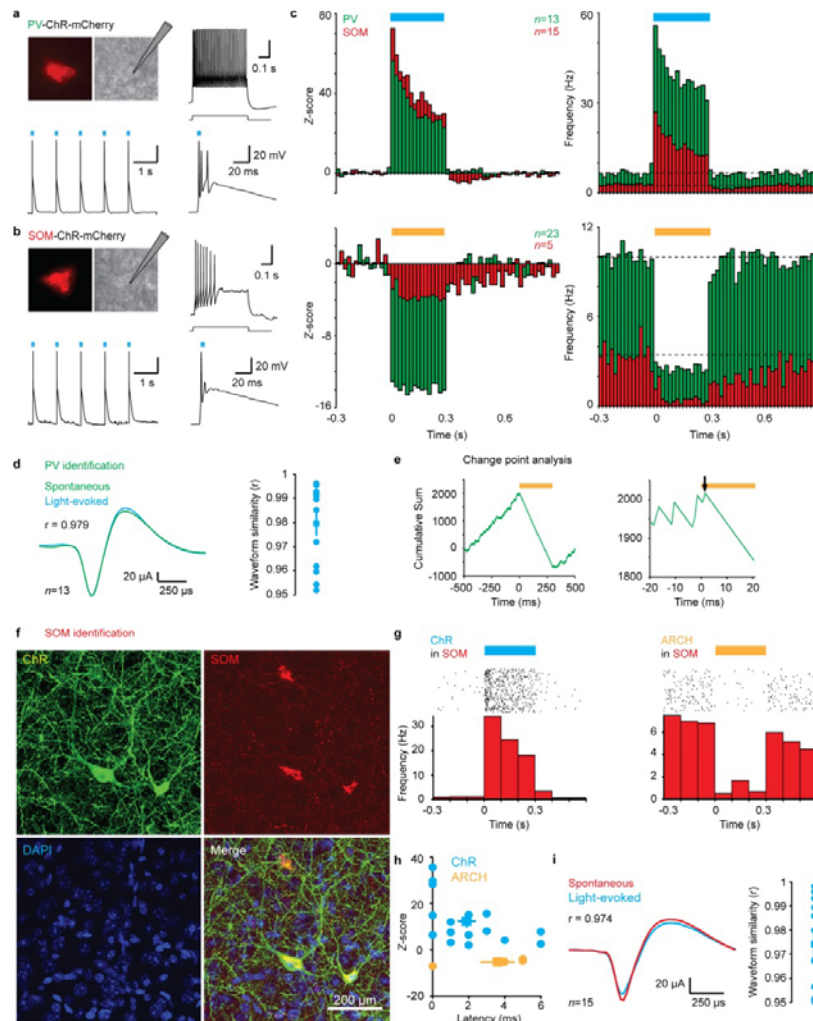 a PV-ChR-mCherry
0.1 s
1 s
20 mV
20 ms
b SOM-ChR-mCherry
0.1 s
1 s
20 mV
20 ms
c
PV
SOM
n=13
n=15
Z-score
80
40
0
Frequency (Hz)
60
30
0
n=23
n=5
Z-score
0
-8
-16
-0.3 0 0.3 0.6
Time (s)
Frequency (Hz)
12
6
0
-0.3 0 0.3 0.6
Time (s)
d PV identification
Spontaneous
Light-evoked
r = 0.979
n=13
20 µA
250 µs
Waveform similarity (r)
1
0.99
0.98
0.97
0.96
0.95
e Change point analysis
Cumulative Sum
2000
1000
0
-1000
-500 0 500
Time (ms)
2000
1900
1800
-20 -10 0 10 20
Time (ms)
f SOM identification
ChR
SOM
DAPI
Merge
200 µm
g
ChR
in SOM
Frequency (Hz)
30
20
10
0
-0.3 0 0.3
Time (s)
ARCH
in SOM
6
4
2
0
-0.3 0 0.3
Time (s)
h
ChR
ARCH
Z-score
40
20
0
-20
0 2 4 6
Latency (ms)
i
Spontaneous
Light-evoked
r = 0.974
n=15
20 µA
250 µs
Waveform similarity (r)
1
0.99
0.98
0.97
0.96
0.95